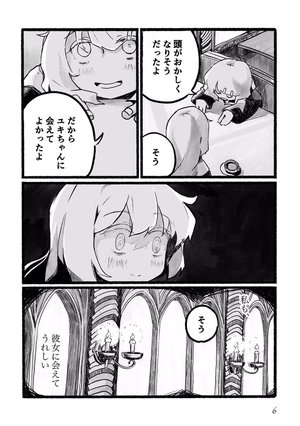 頭がおかしく
なりそう
だったよ
そう
だから
ユキちゃんに
会えて
よかったよ
私も
そう
彼女に会えて
うれしい
6